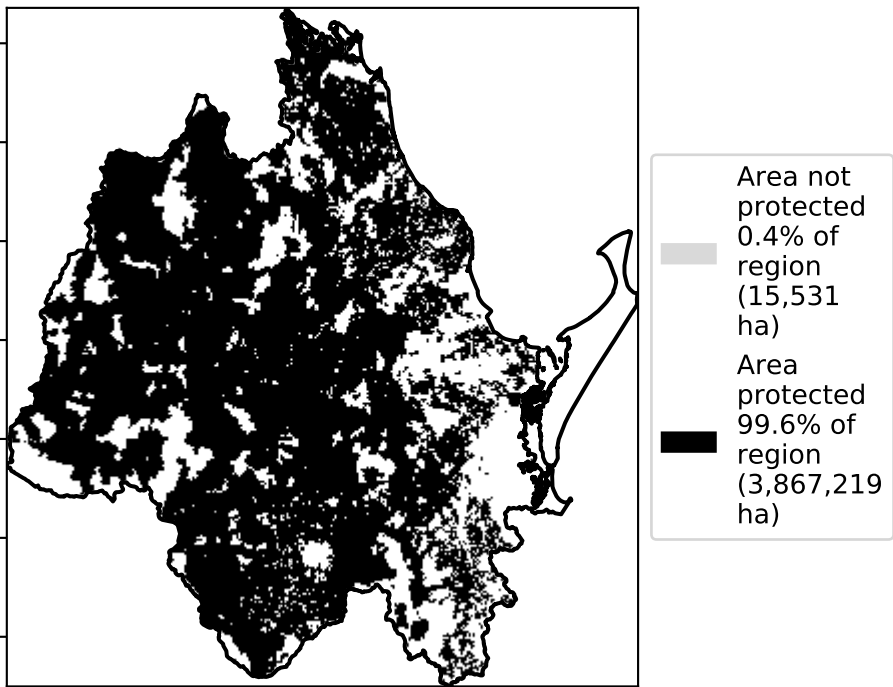 Area not
protected
0.4% of
region
(15,531
ha)
Area
protected
99.6% of
region
(3,867,219
ha)